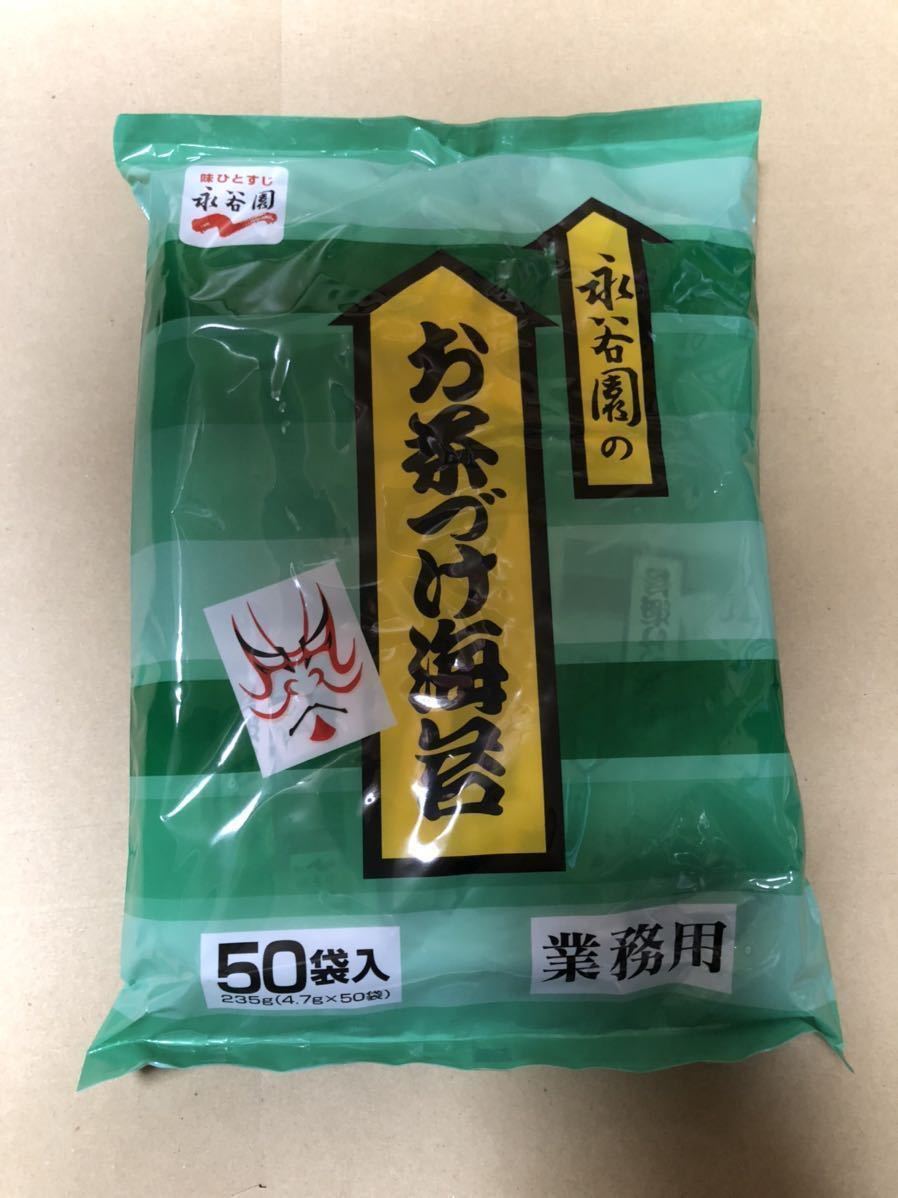 味ひとすじ
永谷園
永谷園の
お茶づけ海苔
50袋入
235g(4.7g×50袋)
業務用